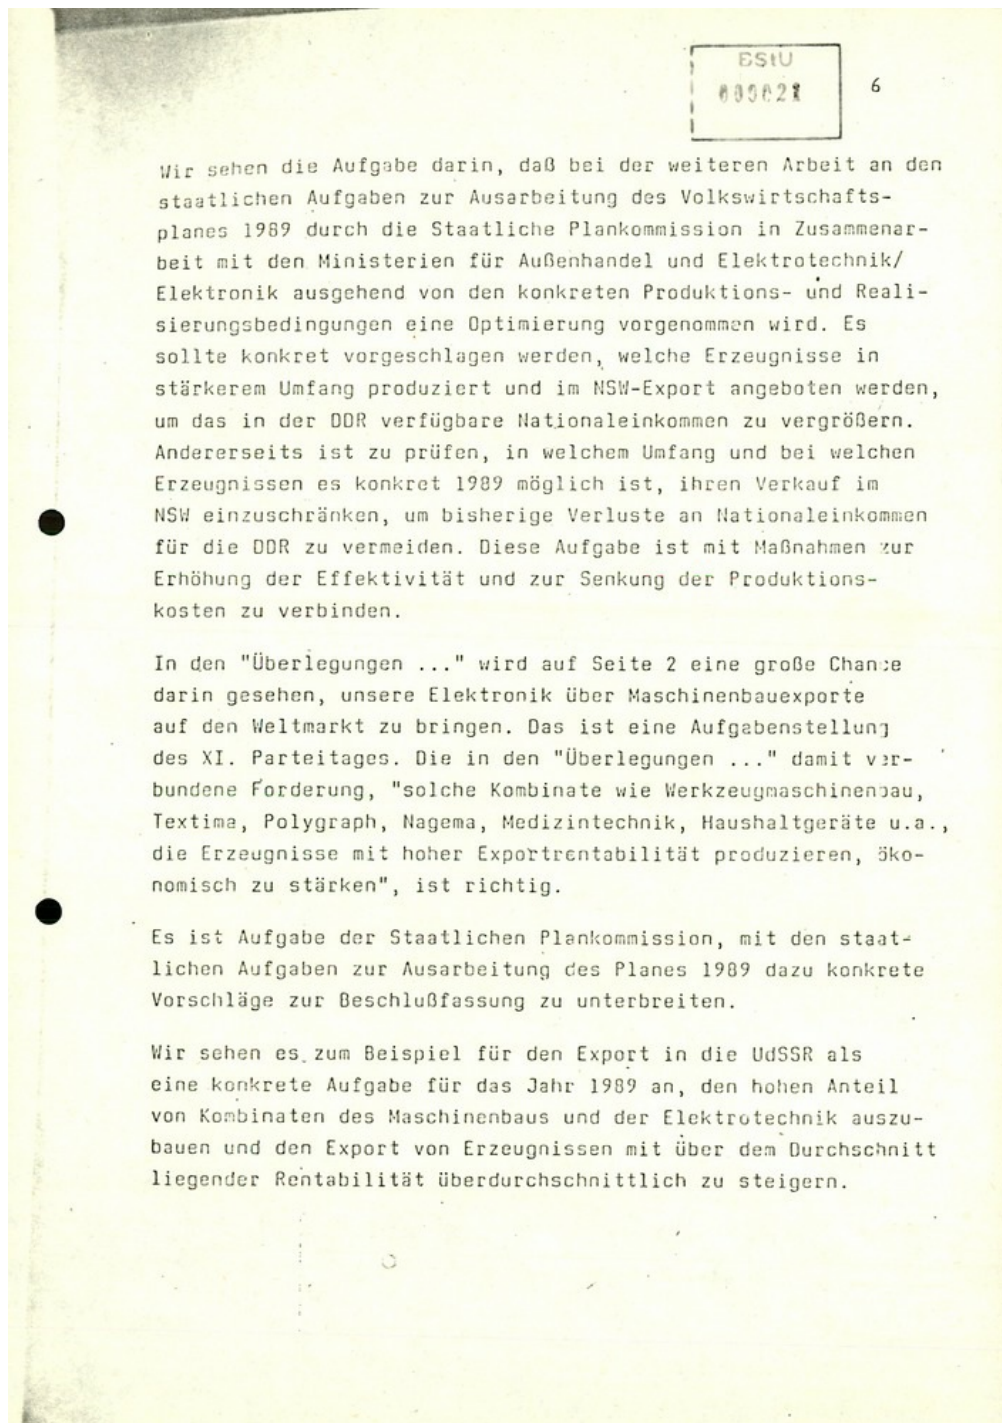 BStU
000021
6
Wir sehen die Aufgabe darin, daß bei der weiteren Arbeit an den
staatlichen Aufgaben zur Ausarbeitung des Volkswirtschafts-
planes 1989 durch die Staatliche Plankommission in Zusammenar-
beit mit den Ministerien für Außenhandel und Elektrotechnik/
Elektronik ausgehend von den konkreten Produktions- und Reali-
sierungsbedingungen eine Optimierung vorgenommen wird. Es
sollte konkret vorgeschlagen werden, welche Erzeugnisse in
stärkerem Umfang produziert und im NSW-Export angeboten werden,
um das in der DDR verfügbare Nationaleinkommen zu vergrößern.
Andererseits ist zu prüfen, in welchem Umfang und bei welchen
Erzeugnissen es konkret 1989 möglich ist, ihren Verkauf im
NSW einzuschränken, um bisherige Verluste an Nationaleinkommen
für die DDR zu vermeiden. Diese Aufgabe ist mit Maßnahmen zur
Erhöhung der Effektivität und zur Senkung der Produktions-
kosten zu verbinden.
In den "Überlegungen ..." wird auf Seite 2 eine große Chance
darin gesehen, unsere Elektronik über Maschinenbauexporte
auf den Weltmarkt zu bringen. Das ist eine Aufgabenstellung
des XI. Parteitages. Die in den "Überlegungen ..." damit ver-
bundene Forderung, "solche Kombinate wie Werkzeugmaschinenbau,
Textima, Polygraph, Nagema, Medizintechnik, Haushaltgeräte u.a.,
die Erzeugnisse mit hoher Exportrentabilität produzieren, öko-
nomisch zu stärken", ist richtig.
Es ist Aufgabe der Staatlichen Plankommission, mit den staat-
lichen Aufgaben zur Ausarbeitung des Planes 1989 dazu konkrete
Vorschläge zur Beschlußfassung zu unterbreiten.
Wir sehen es zum Beispiel für den Export in die UdSSR als
eine konkrete Aufgabe für das Jahr 1989 an, den hohen Anteil
von Kombinaten des Maschinenbaus und der Elektrotechnik auszu-
bauen und den Export von Erzeugnissen mit über dem Durchschnitt
liegender Rentabilität überdurchschnittlich zu steigern.